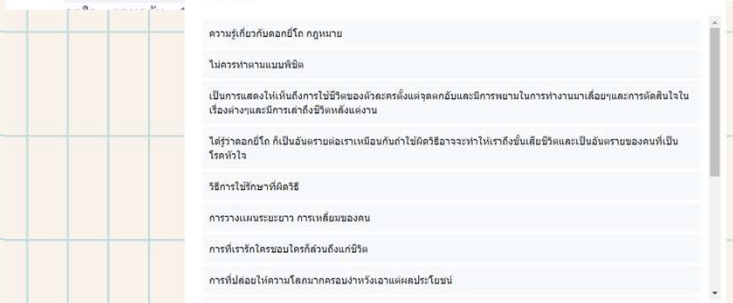 ความรู้เกี่ยวกับดอกยี่โถ กฎหมาย
ไม่ควรทำตามแบบพิชิต
เป็นการแสดงให้เห็นถึงการใช้ชีวิตของตัวละครตั้งแต่จุดตกอับและมีการพยามในการทำงานมาเลื่อยๆและการตัดสินใจใน
เรื่องต่างๆและมีการเล่าถึงชีวิตหลังแต่งาน
ได้รู้ว่าดอกยี่โถ ก็เป็นอันตรายต่อเราเหมือนกันถ้าใช้ผิดวิธีอาจจะทำให้เราถึงขั้นเสียชีวิตและเป็นอันตรายของคนที่เป็น
โรคหัวใจ
วิธีการใช้รักษาที่ผิดวิธี
การวางแผนระยะยาว การเหลี่ยมของคน
การที่เรารักใครชอบใครก็ล้วนถึงแก่ชีวิต
การที่ปล่อยให้ความโลภมากครอบงำหวังเอาแต่ผลประโยชน์